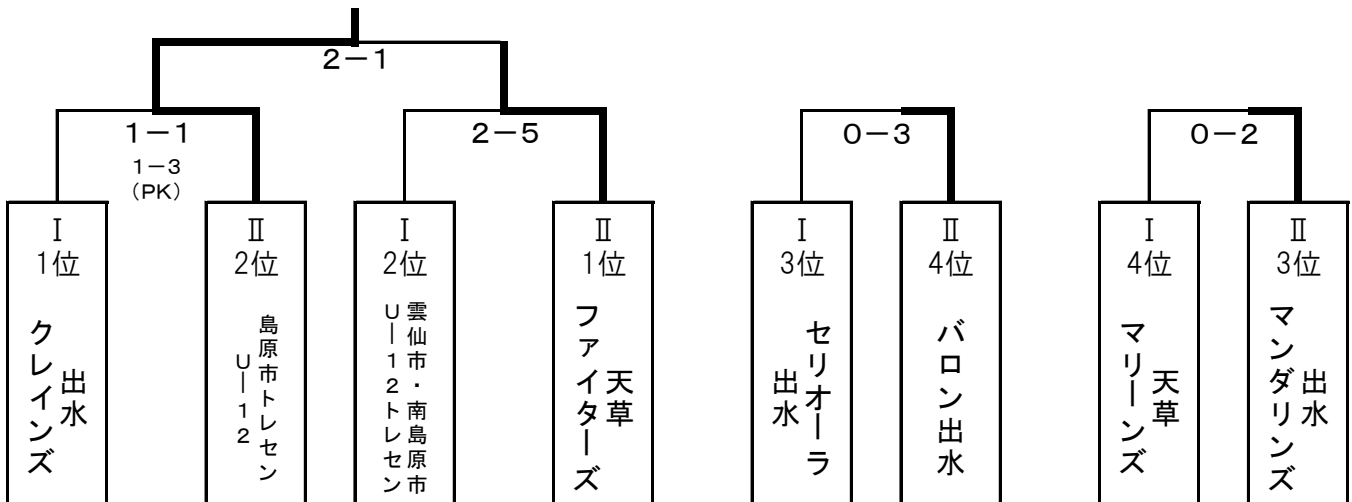 2－1
1－1
1－3
(PK)
2－5
0－3
0－2
Ⅰ
1位
出水
クレインズ
Ⅱ
2位
島原市トレセン
U－12
Ⅰ
2位
雲仙市・南島原市
U－12トレセン
Ⅱ
1位
天草
ファイターズ
Ⅰ
3位
セリオーラ
出水
Ⅱ
4位
バロン出水
Ⅰ
4位
天草
マリーンズ
Ⅱ
3位
出水
マンダリンズ